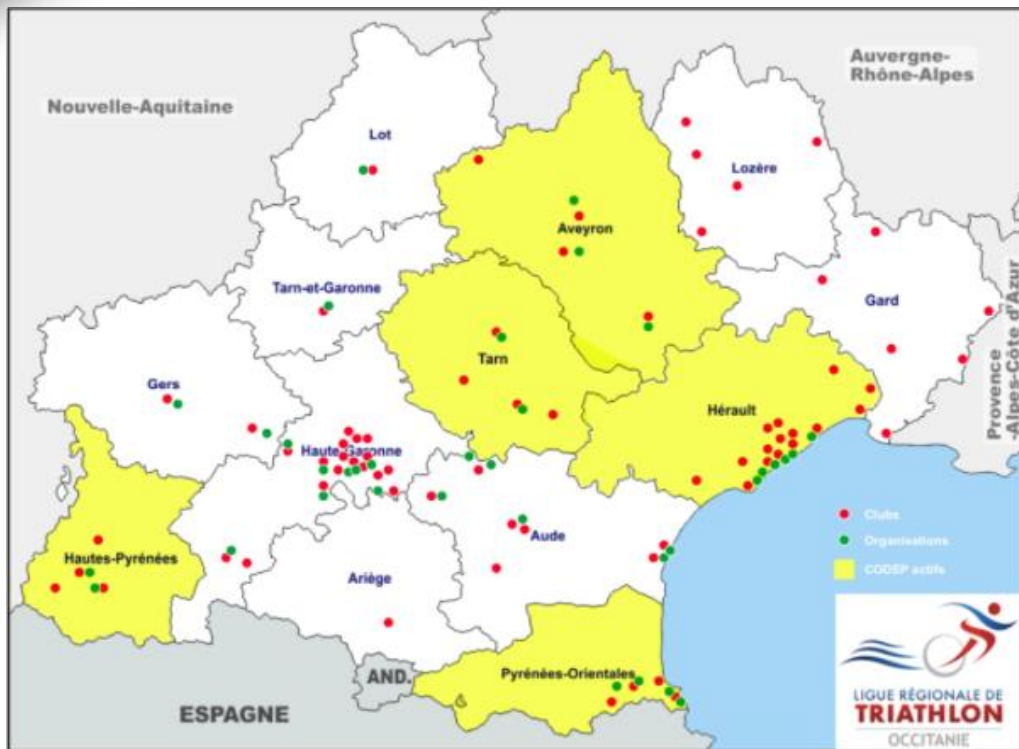 Auvergne-
Rhône-Alpes
Nouvelle-Aquitaine
Lot
Lozère
Aveyron
Tarn-et-Garonne
Gard
Provence
-Alpes-Côte d'Azur
Tarn
Gers
Hérault
Haute-Garonne
Clubs
Aude
Organisations
Hautes-Pyrénées
CODEP actifs
Ariège
AND.
Pyrénées-Orientales
ESPAGNE
LIGUE RÉGIONALE DE
TRIATHLON
OCCITANIE